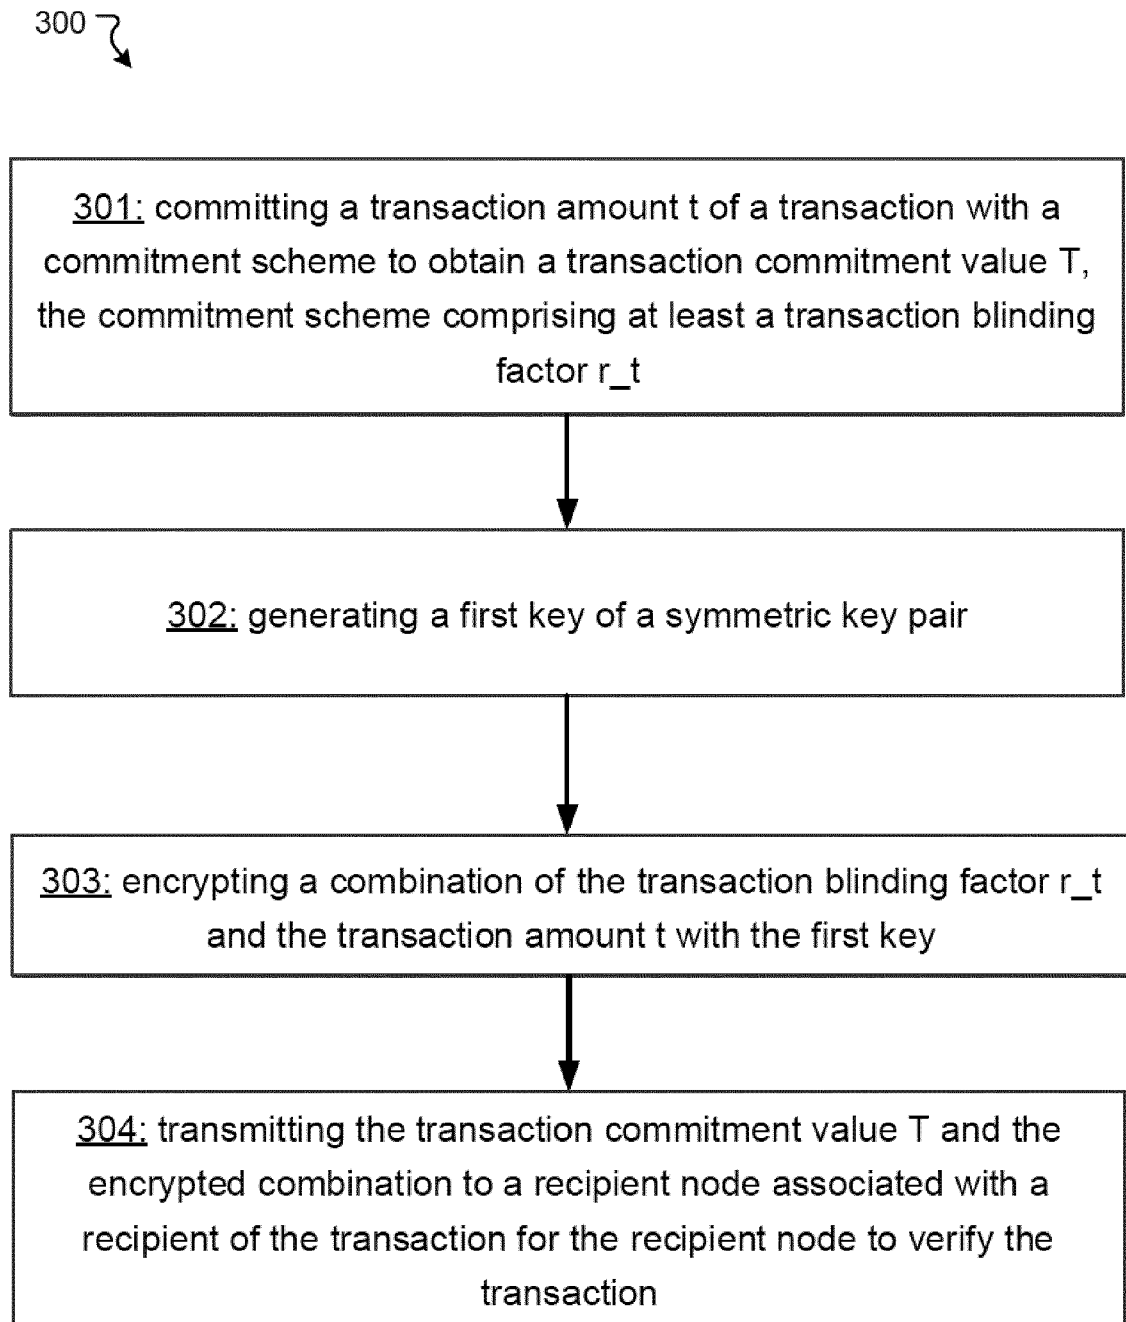 300
301: committing a transaction amount t of a transaction with a
commitment scheme to obtain a transaction commitment value T,
the commitment scheme comprising at least a transaction blinding
factor r_t
302: generating a first key of a symmetric key pair
303: encrypting a combination of the transaction blinding factor r_t
and the transaction amount t with the first key
304: transmitting the transaction commitment value T and the
encrypted combination to a recipient node associated with a
recipient of the transaction for the recipient node to verify the
transaction